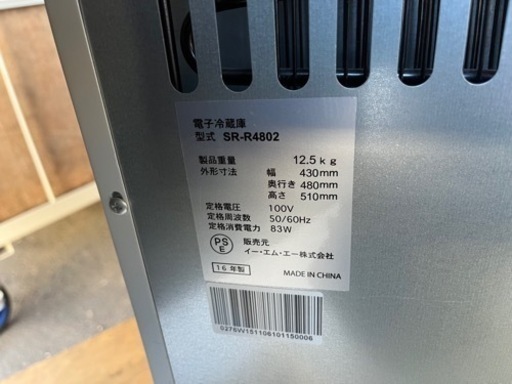 電子冷蔵庫
型式 SR-R4802
製品重量 12.5kg
外形寸法 幅 430mm
奥行き 480mm
高さ 510mm
定格電圧 100V
定格周波数 50/60Hz
定格消費電力 83W
PS
E
販売元
イー・エム・エー株式会社
16年製
MADE IN CHINA
0276W151106101150006